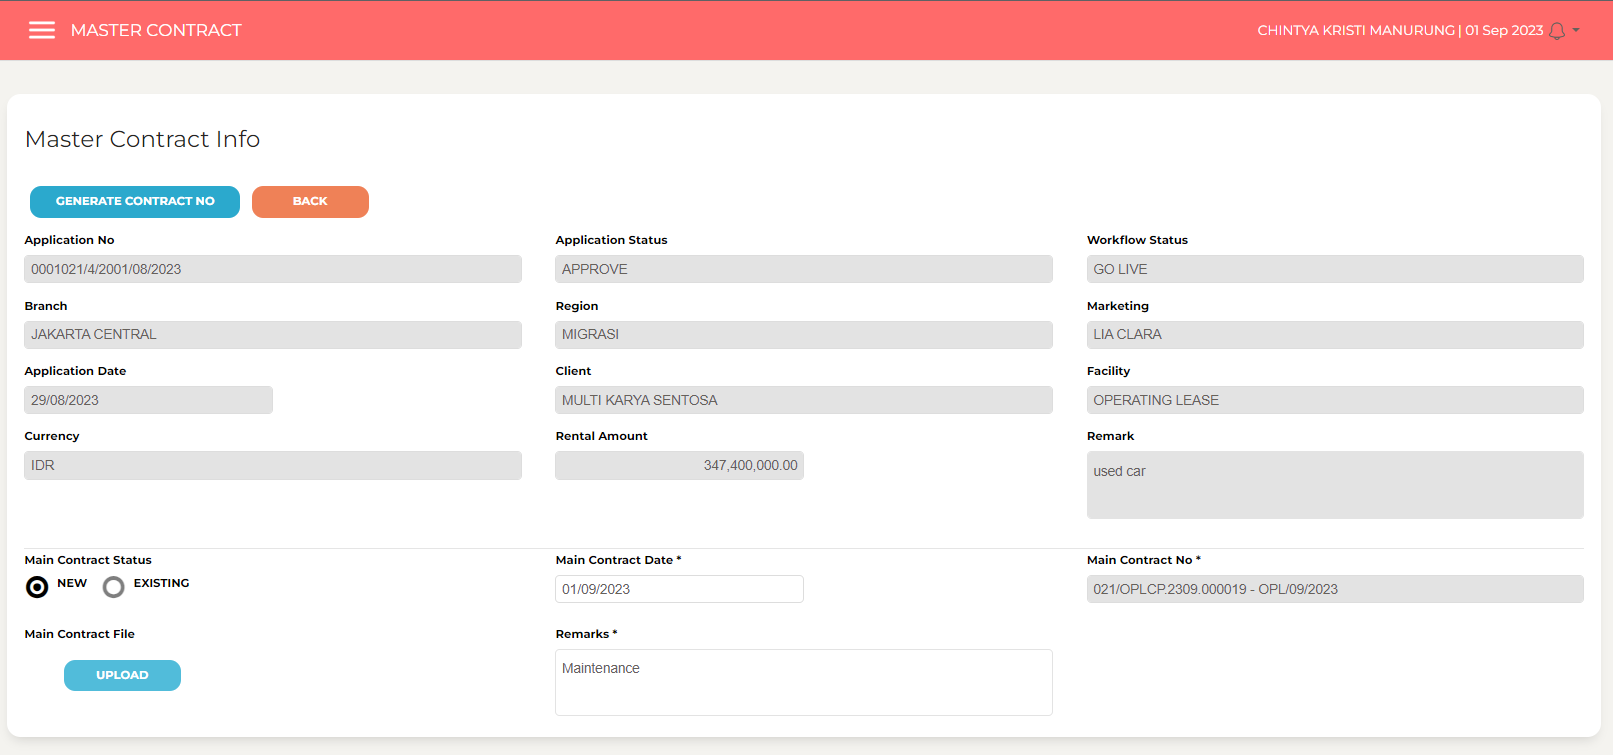 MASTER CONTRACT
CHINTYA KRISTI MANURUNG | 01 Sep 2023
Master Contract Info
GENERATE CONTRACT NO
BACK
Application No
Application Status
Workflow Status
0001021/4/2001/08/2023
APPROVE
GO LIVE
Branch
Region
Marketing
JAKARTA CENTRAL
MIGRASI
LIA CLARA
Application Date
Client
Facility
29/08/2023
MULTI KARYA SENTOSA
OPERATING LEASE
Currency
Rental Amount
Remark
IDR
347,400,000.00
used car
Main Contract Status
Main Contract Date *
Main Contract No *
NEW
EXISTING
01/09/2023
021/OPLCP.2309.000019 - OPL/09/2023
Main Contract File
Remarks *
UPLOAD
Maintenance